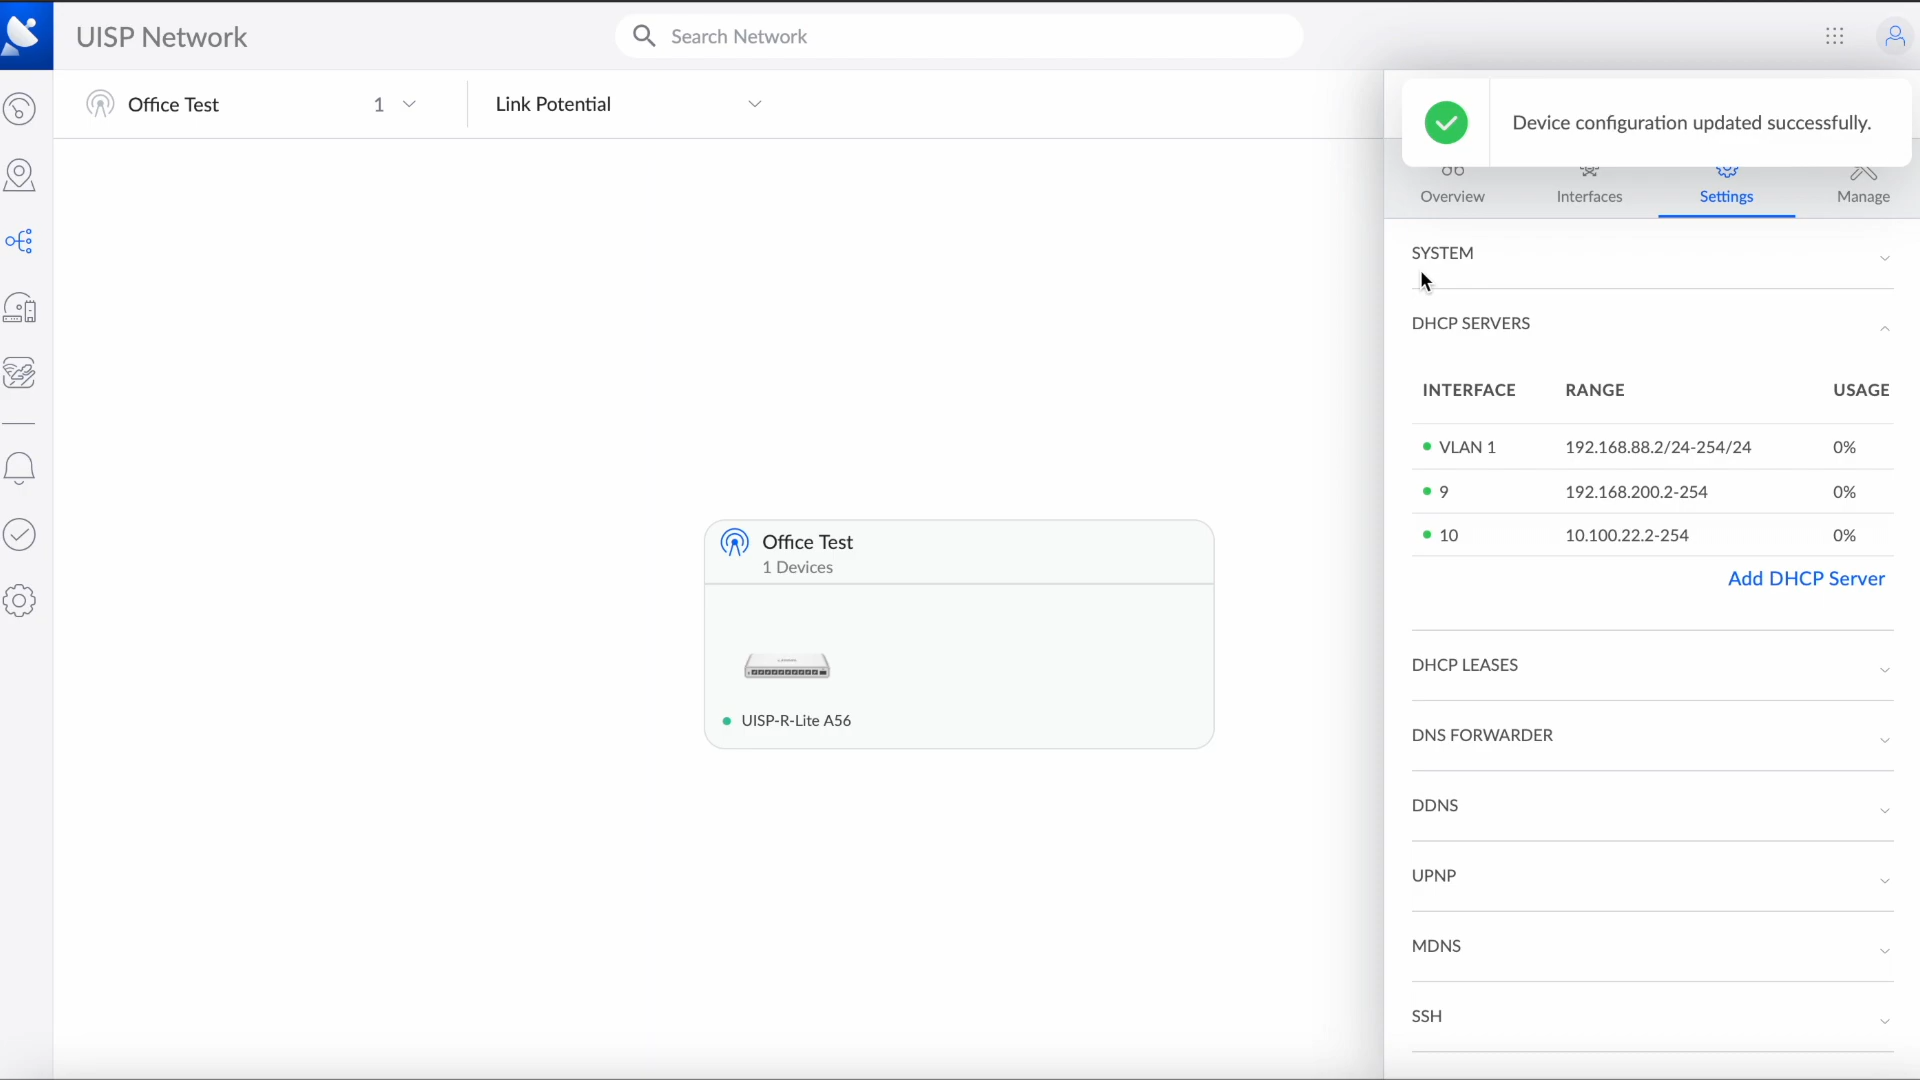 UISP Network
Search Network
Office Test 1
Link Potential
Device configuration updated successfully.
Overview
Interfaces
Settings
Manage
SYSTEM
DHCP SERVERS
INTERFACE RANGE USAGE
VLAN 1 192.168.88.2/24-254/24 0%
9 192.168.200.2-254 0%
10 10.100.22.2-254 0%
Add DHCP Server
DHCP LEASES
DNS FORWARDER
DDNS
UPNP
MDNS
SSH
Office Test
1 Devices
UISP-R-Lite A56